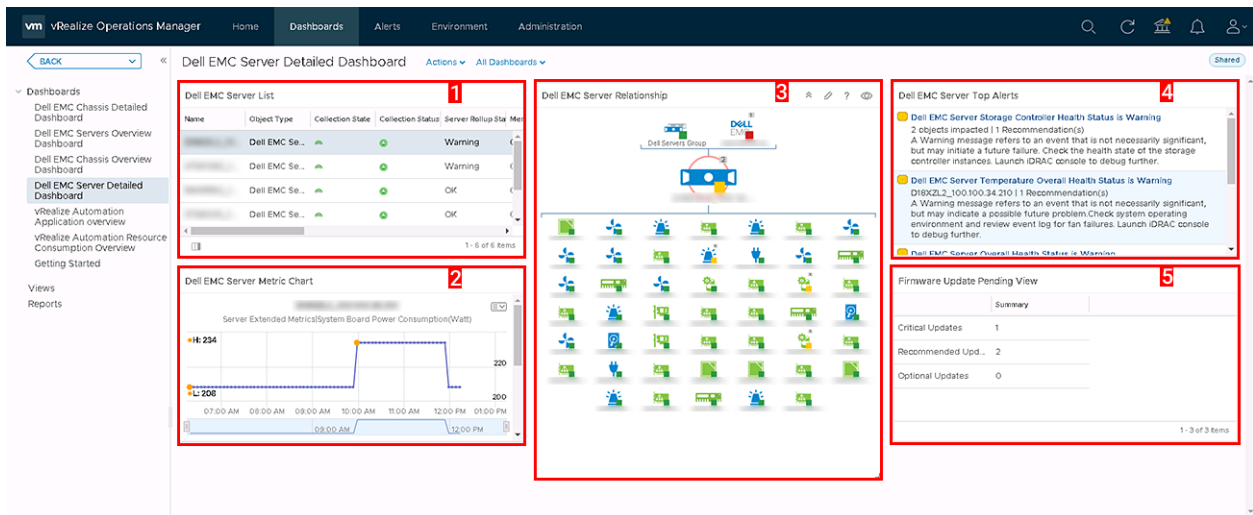 vm vRealize Operations Manager Home Dashboards Alerts Environment Administration
BACK
Dell EMC Server Detailed Dashboard Actions All Dashboards Shared
Dashboards
Dell EMC Chassis Detailed
Dashboard
Dell EMC Servers Overview
Dashboard
Dell EMC Chassis Overview
Dashboard
Dell EMC Server Detailed
Dashboard
vRealize Automation
Application overview
vRealize Automation Resource
Consumption Overview
Getting Started
Views
Reports
Dell EMC Server List 1
Name Object Type Collection State Collection Status Server Rollup Sta Mer
Dell EMC Se... Warning
Dell EMC Se... Warning
Dell EMC Se... OK
Dell EMC Se... OK
1 - 6 of 6 items
Dell EMC Server Metric Chart 2
Server Extended Metrics|System Board Power Consumption(Watt)
H: 234
220
L: 208
200
07:00 AM 08:00 AM 09:00 AM 10:00 AM 11:00 AM 12:00 PM 01:00 PM
09:00 AM 12:00 PM
Dell EMC Server Relationship 3
DELL
EMC
Dell Servers Group
2
Dell EMC Server Top Alerts 4
Dell EMC Server Storage Controller Health Status is Warning
2 objects impacted | 1 Recommendation(s)
A Warning message refers to an event that is not necessarily significant,
but may initiate a future failure. Check the health state of the storage
controller instances. Launch iDRAC console to debug further.
Dell EMC Server Temperature Overall Health Status is Warning
D18XZL2_100.100.34.210 | 1 Recommendation(s)
A Warning message refers to an event that is not necessarily significant,
but may indicate a possible future problem.Check system operating
environment and review event log for fan failures. Launch iDRAC console
to debug further.
Dell EMC Server Overall Health Status is Warning
Firmware Update Pending View 5
Summary
Critical Updates 1
Recommended Upd... 2
Optional Updates 0
1 - 3 of 3 items